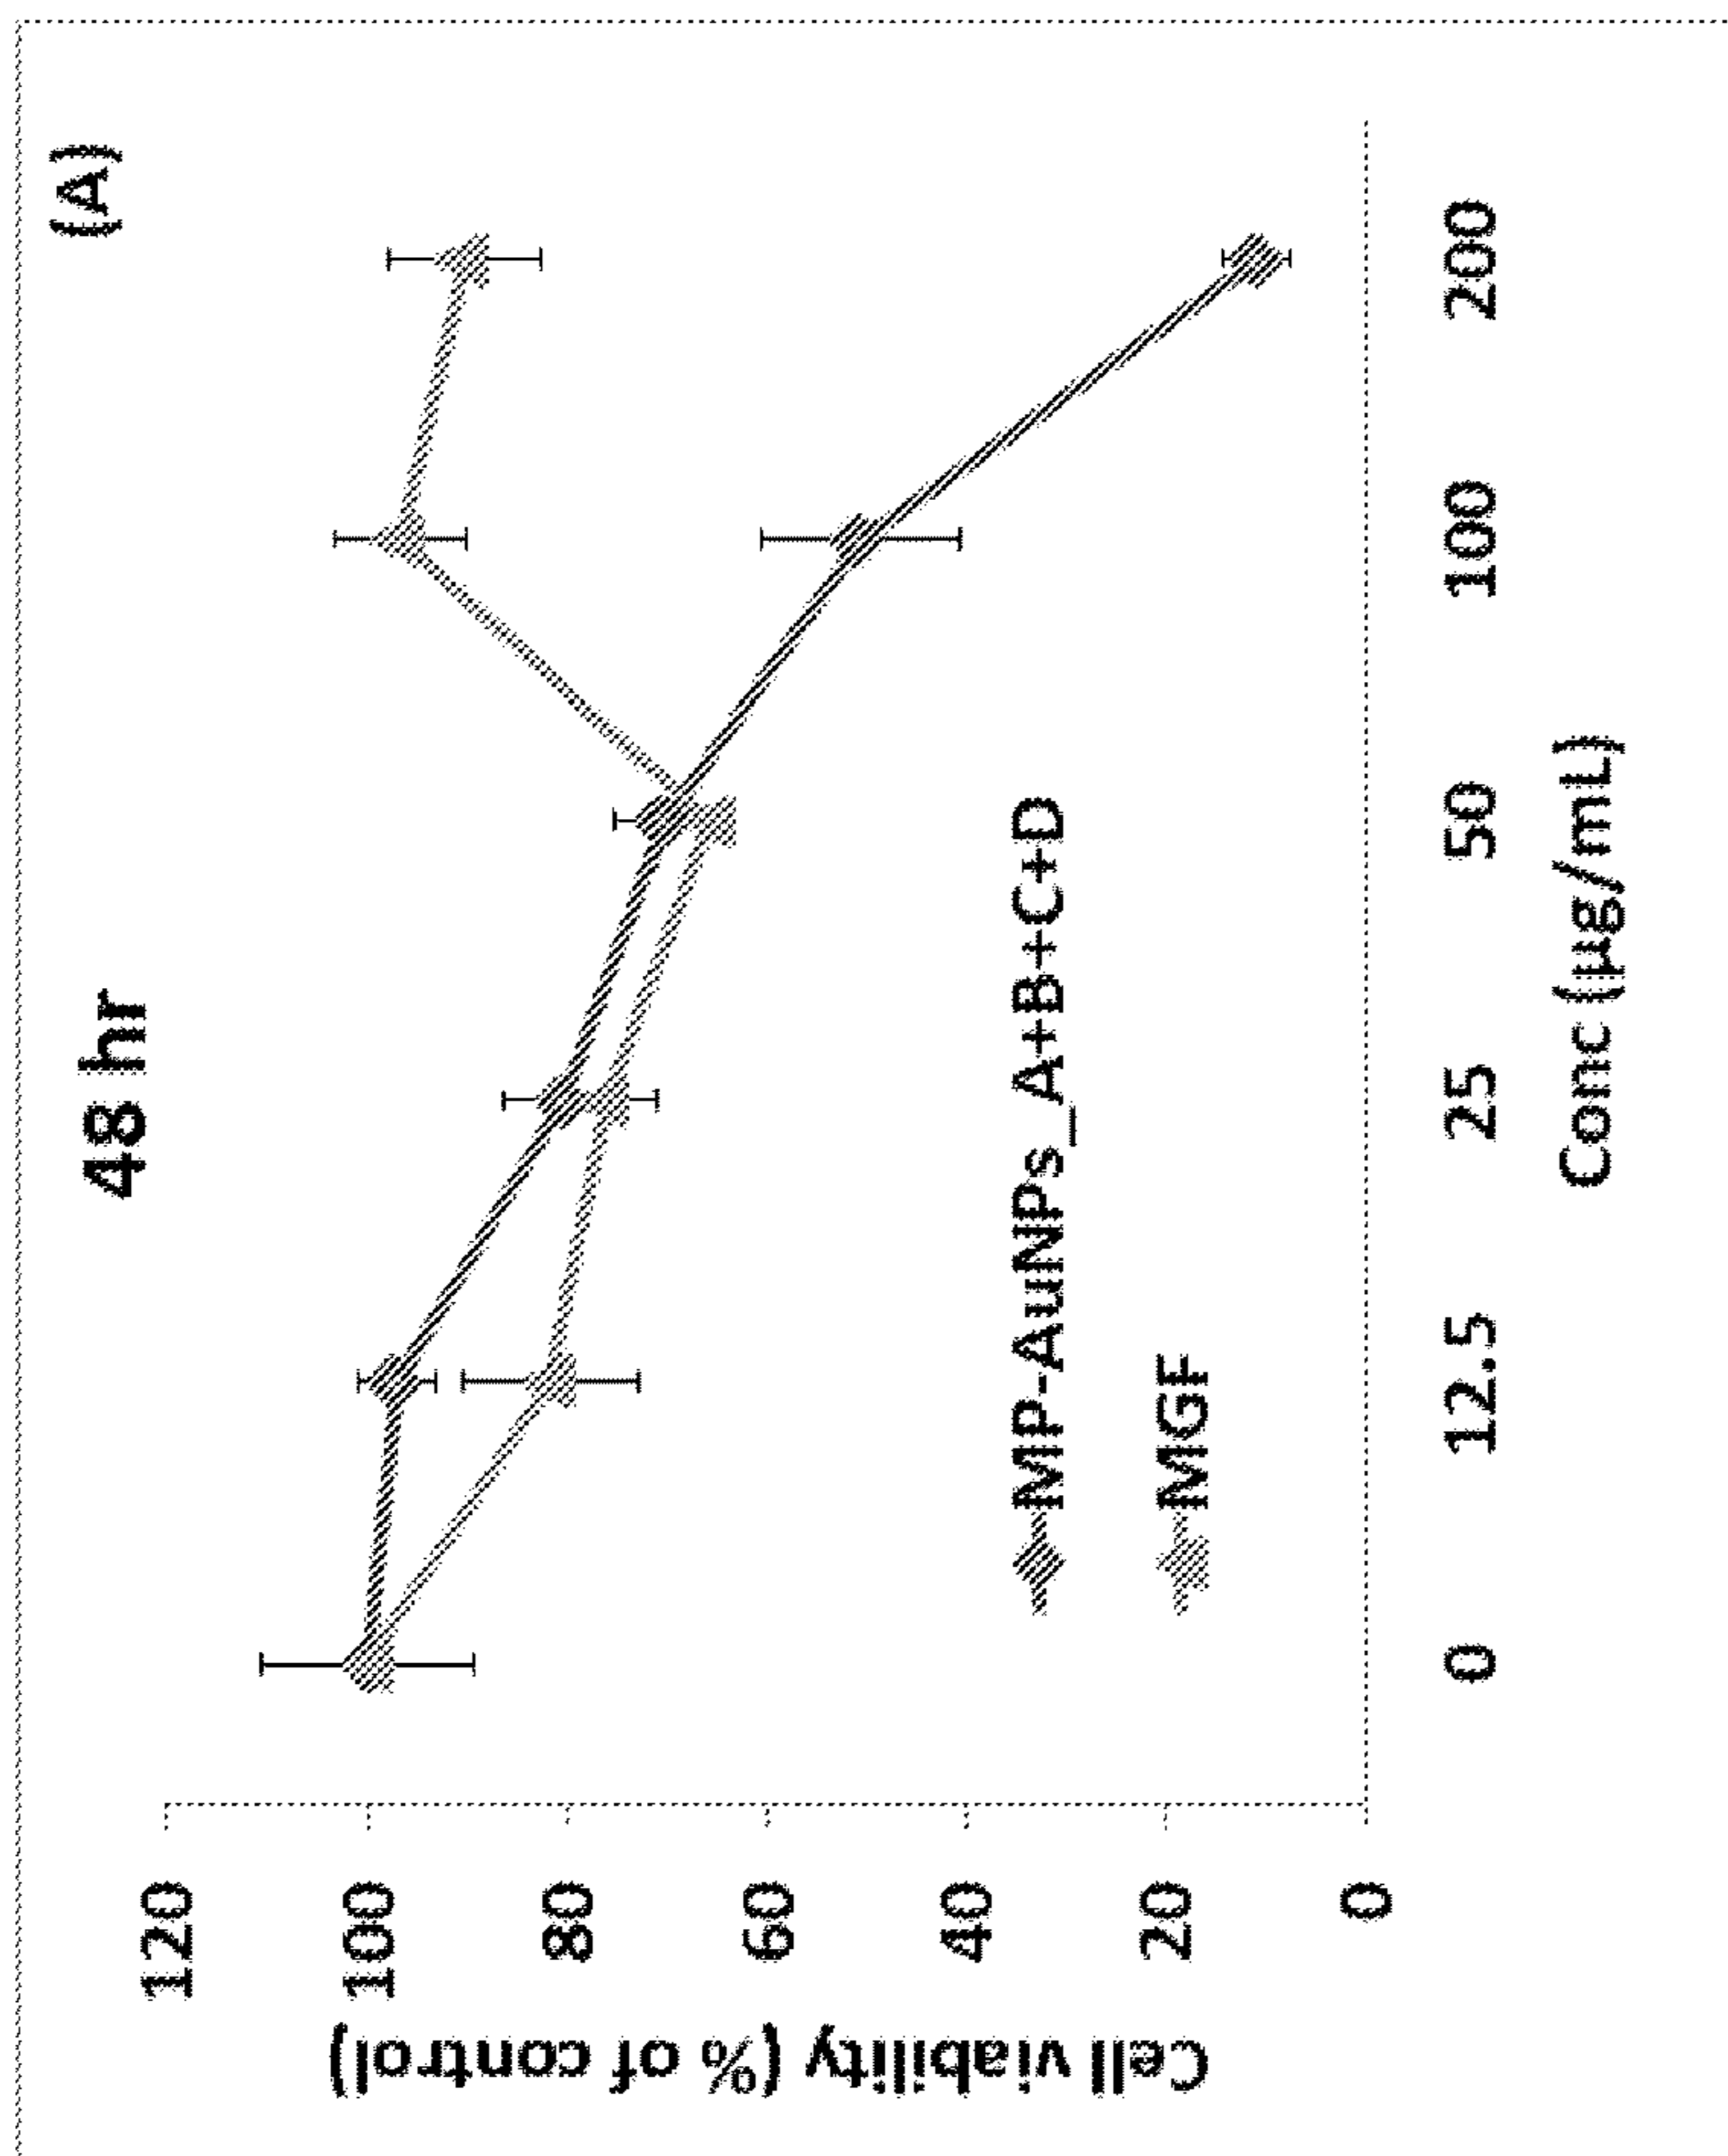 48 hr
(A)
Cell viability (% of control)
120
100
80
60
40
20
0
MP-AuNPs_A+B+C+D
MGF
0
12.5
25
50
100
200
Conc (µg/mL)